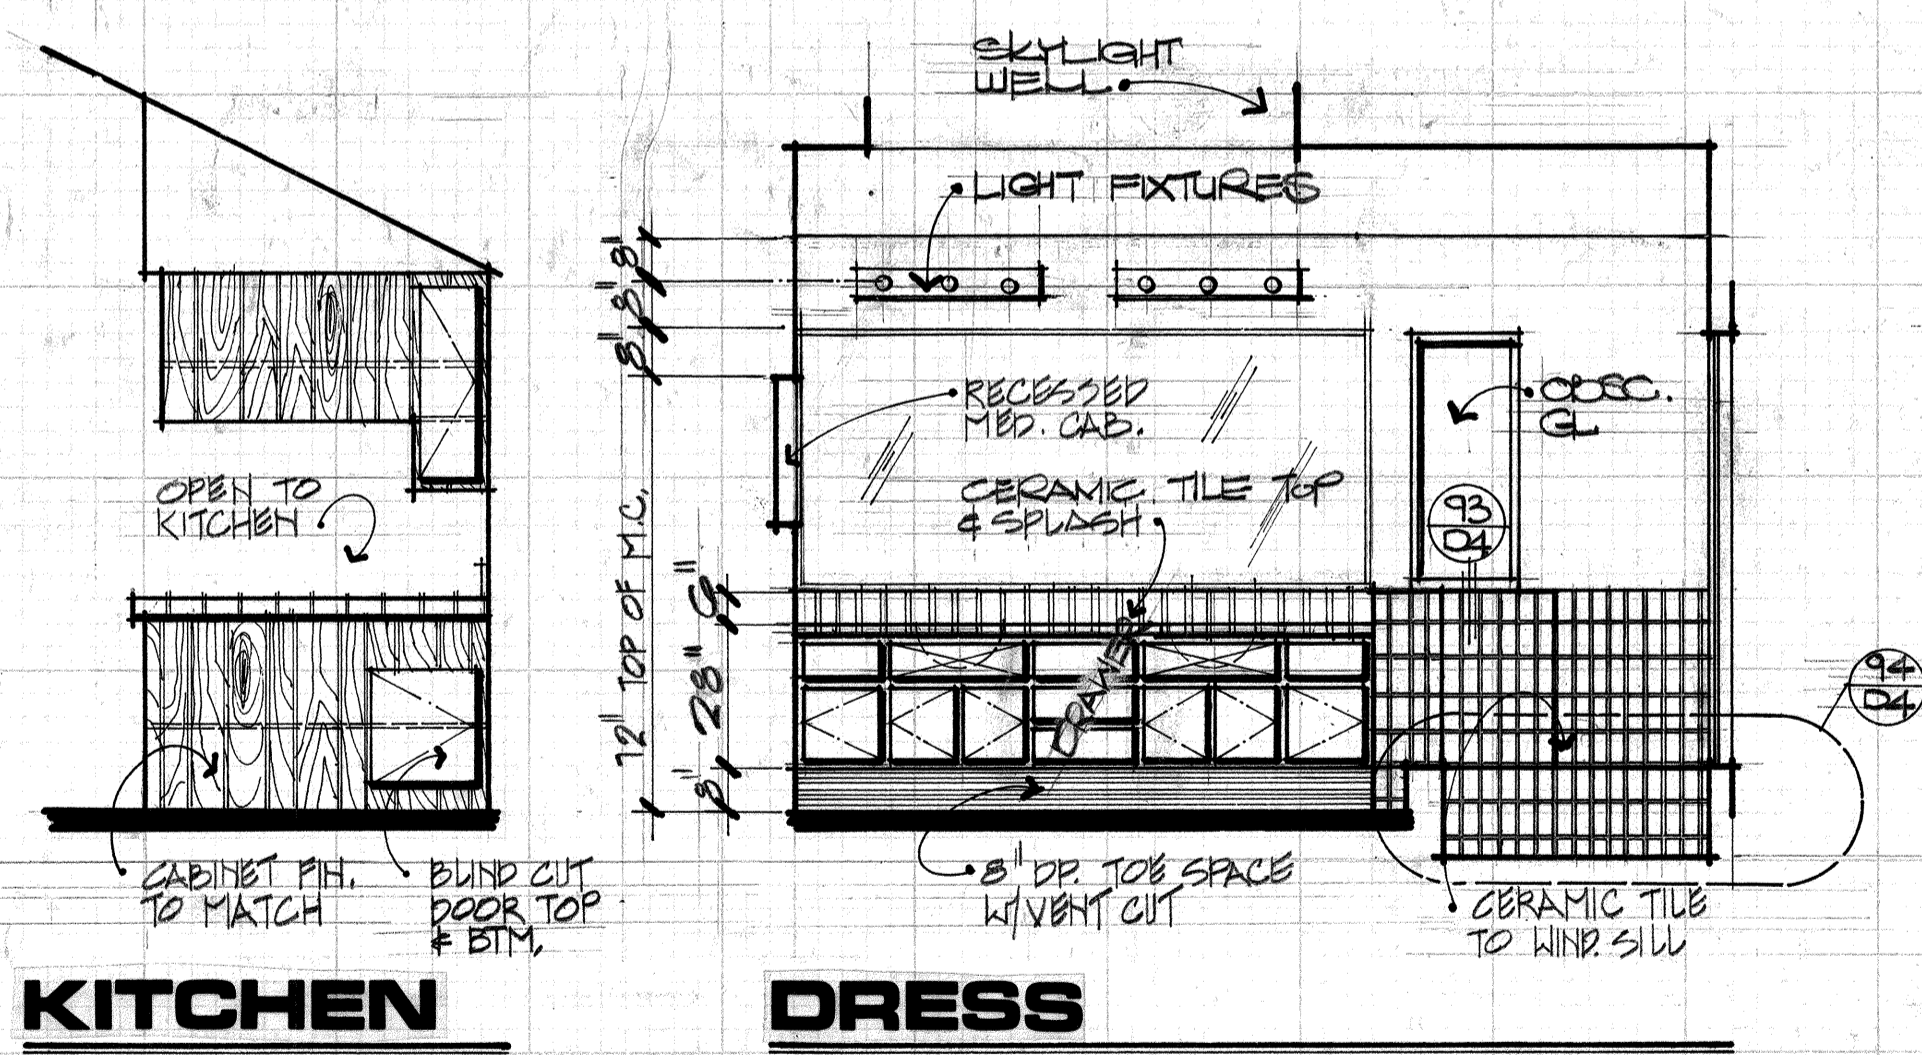 SKYLIGHT
WELL.
LIGHT FIXTURES
8"
8"
8"
RECESSED
MED. CAB.
OBSC.
GL
CERAMIC TILE TOP
& SPLASH
93
D4
OPEN TO
KITCHEN
72" TOP OF M.C.
6"
28"
8"
DRAWER
94
D4
CABINET FIN.
TO MATCH
BLIND CUT
DOOR TOP
& BTM.
8" DP. TOE SPACE
W/ VENT CUT
CERAMIC TILE
TO WIND. SILL
KITCHEN
DRESS